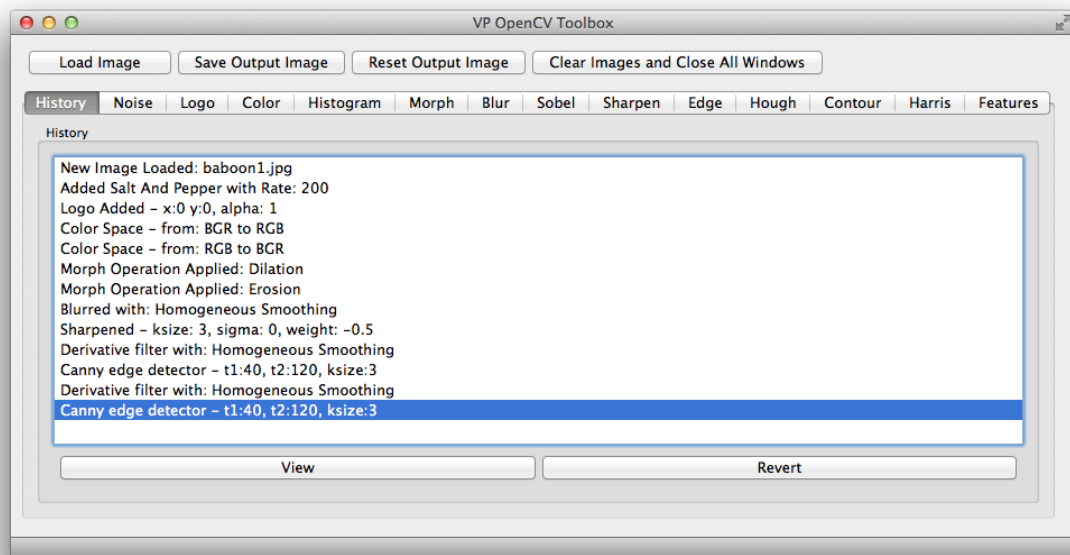 VP OpenCV Toolbox
Load Image Save Output Image Reset Output Image Clear Images and Close All Windows
History Noise Logo Color Histogram Morph Blur Sobel Sharpen Edge Hough Contour Harris Features
History
New Image Loaded: baboon1.jpg
Added Salt And Pepper with Rate: 200
Logo Added – x:0 y:0, alpha: 1
Color Space – from: BGR to RGB
Color Space – from: RGB to BGR
Morph Operation Applied: Dilation
Morph Operation Applied: Erosion
Blurred with: Homogeneous Smoothing
Sharpened – ksize: 3, sigma: 0, weight: -0.5
Derivative filter with: Homogeneous Smoothing
Canny edge detector – t1:40, t2:120, ksize:3
Derivative filter with: Homogeneous Smoothing
Canny edge detector – t1:40, t2:120, ksize:3
View Revert